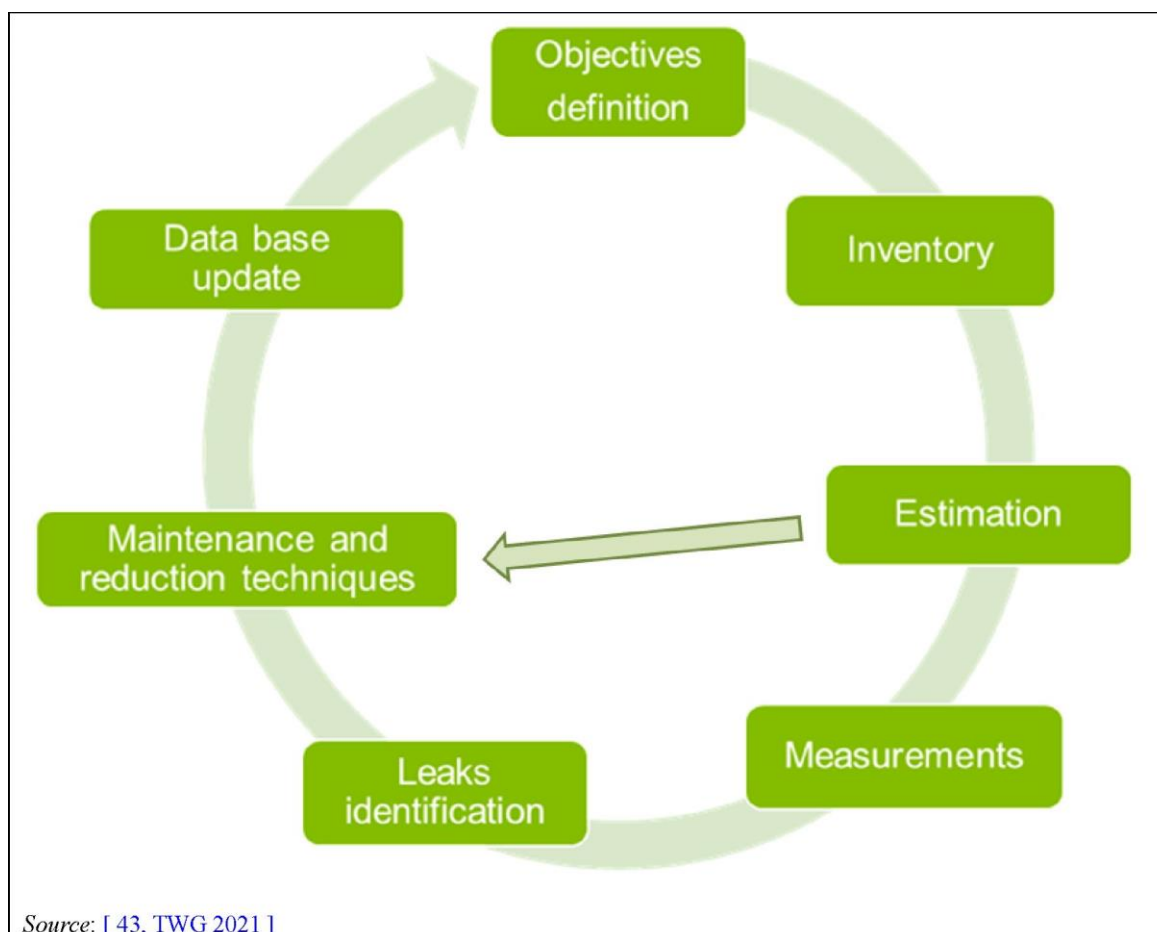 Objectives
definition
Inventory
Estimation
Measurements
Leaks
identification
Maintenance and
reduction techniques
Data base
update
Source: [ 43, TWG 2021 ]